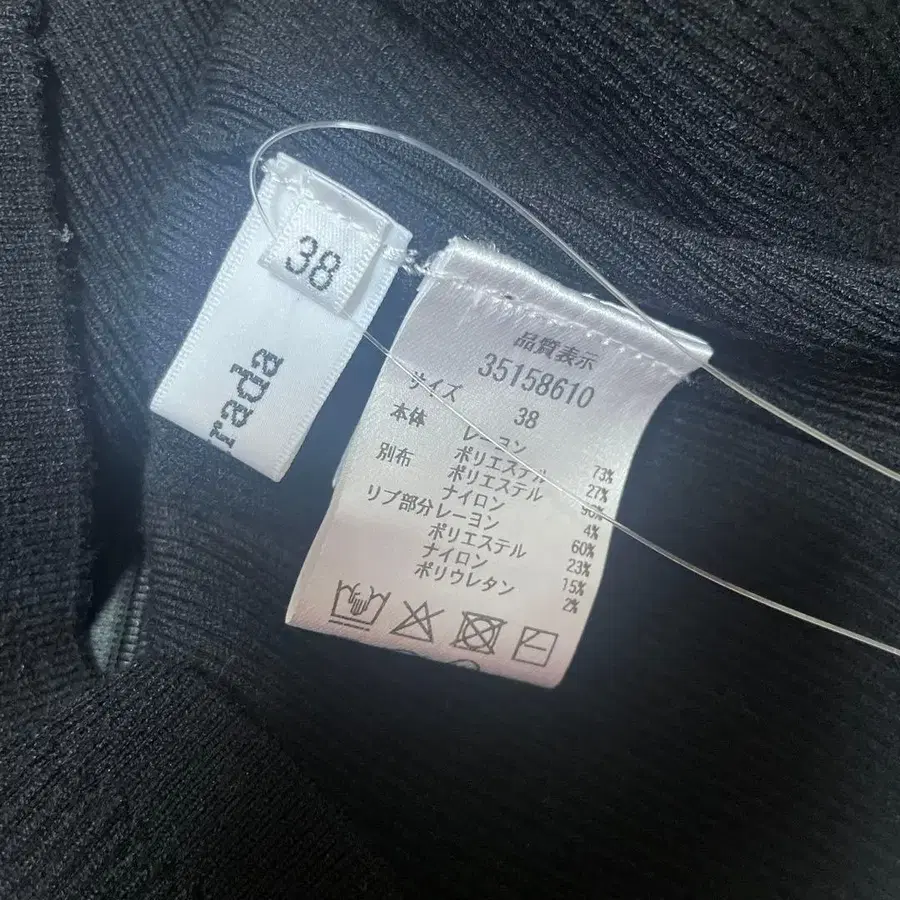 38
rada
品質表示
35158610
サイズ 38
本体 レーヨン 73%
ポリエステル 27%
別布 ポリエステル 96%
ナイロン 4%
リブ部分 レーヨン 60%
ポリエステル 23%
ナイロン 15%
ポリウレタン 2%